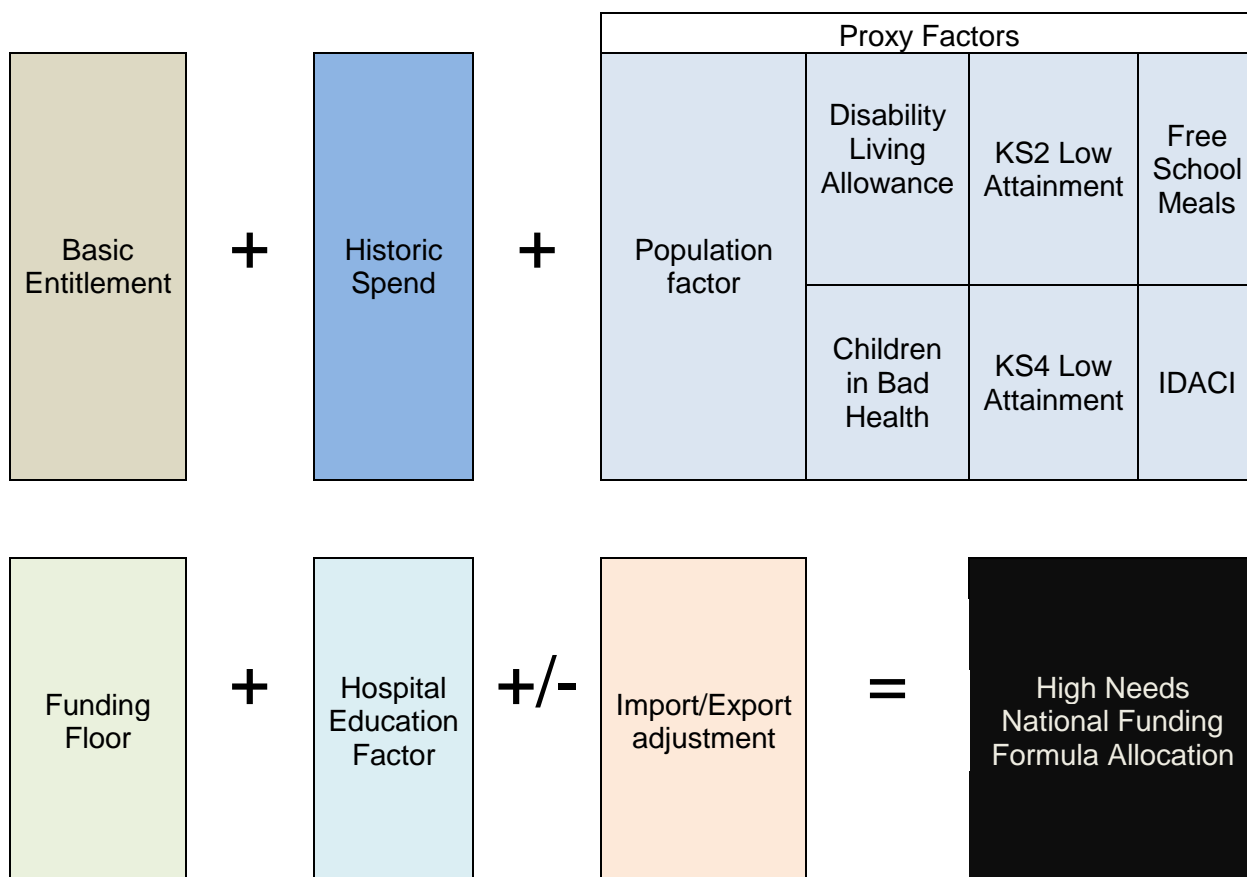 Proxy Factors
Basic
Entitlement
+
Historic
Spend
+
Population
factor
Disability
Living
Allowance
KS2 Low
Attainment
Free
School
Meals
Children
in Bad
Health
KS4 Low
Attainment
IDACI
Funding
Floor
+
Hospital
Education
Factor
+/-
Import/Export
adjustment
=
High Needs
National Funding
Formula Allocation